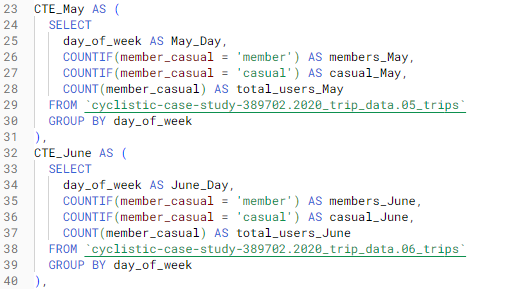 23 CTE_May AS (
24 SELECT
25 day_of_week AS May_Day,
26 COUNTIF(member_casual = 'member') AS members_May,
27 COUNTIF(member_casual = 'casual') AS casual_May,
28 COUNT(member_casual) AS total_users_May
29 FROM `cyclistic-case-study-389702.2020_trip_data.05_trips`
30 GROUP BY day_of_week
31 ),
32 CTE_June AS (
33 SELECT
34 day_of_week AS June_Day,
35 COUNTIF(member_casual = 'member') AS members_June,
36 COUNTIF(member_casual = 'casual') AS casual_June,
37 COUNT(member_casual) AS total_users_June
38 FROM `cyclistic-case-study-389702.2020_trip_data.06_trips`
39 GROUP BY day_of_week
40 ),